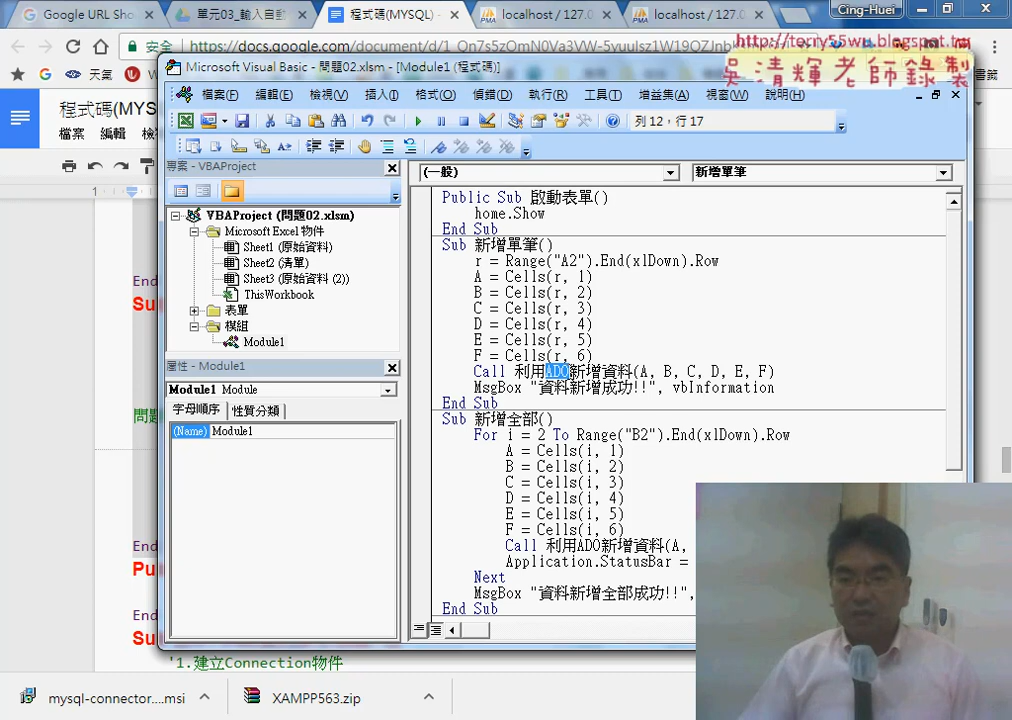 Google URL Sho
單元03_輸入自動
程式碼(MYSQL) -
localhost / 127.0
localhost / 127.0
Cing-Huei
安全
https://docs.google.com/document/d/1_On7s5zOmN0Va3VW-5yuuIsz1W19OZJnbk
http://terry55wu.blogspot.tw
吳清輝老師錄製
天氣
書籤
程式碼(MYS
檔案 編輯 檢視
Microsoft Visual Basic - 問題02.xlsm - [Module1 (程式碼)]
檔案(F) 編輯(E) 檢視(V) 插入(I) 格式(O) 偵錯(D) 執行(R) 工具(T) 增益集(A) 視窗(W) 說明(H)
列 12，行 17
專案 - VBAProject
VBAProject (問題02.xlsm)
Microsoft Excel 物件
Sheet1 (原始資料)
Sheet2 (清單)
Sheet3 (原始資料 (2))
ThisWorkbook
表單
模組
Module1
屬性 - Module1
Module1 Module
字母順序 性質分類
(Name) Module1
(一般)
新增單筆
Public Sub 啟動表單()
home.Show
End Sub
Sub 新增單筆()
r = Range("A2").End(xlDown).Row
A = Cells(r, 1)
B = Cells(r, 2)
C = Cells(r, 3)
D = Cells(r, 4)
E = Cells(r, 5)
F = Cells(r, 6)
Call 利用ADO新增資料(A, B, C, D, E, F)
MsgBox "資料新增成功!!", vbInformation
End Sub
Sub 新增全部()
For i = 2 To Range("B2").End(xlDown).Row
A = Cells(i, 1)
B = Cells(i, 2)
C = Cells(i, 3)
D = Cells(i, 4)
E = Cells(i, 5)
F = Cells(i, 6)
Call 利用ADO新增資料(A,
Application.StatusBar =
Next
MsgBox "資料新增全部成功!!",
End Sub
End
Su
問題
End
Pu
End
Su
'1.建立Connection物件
mysql-connector....msi
XAMPP563.zip